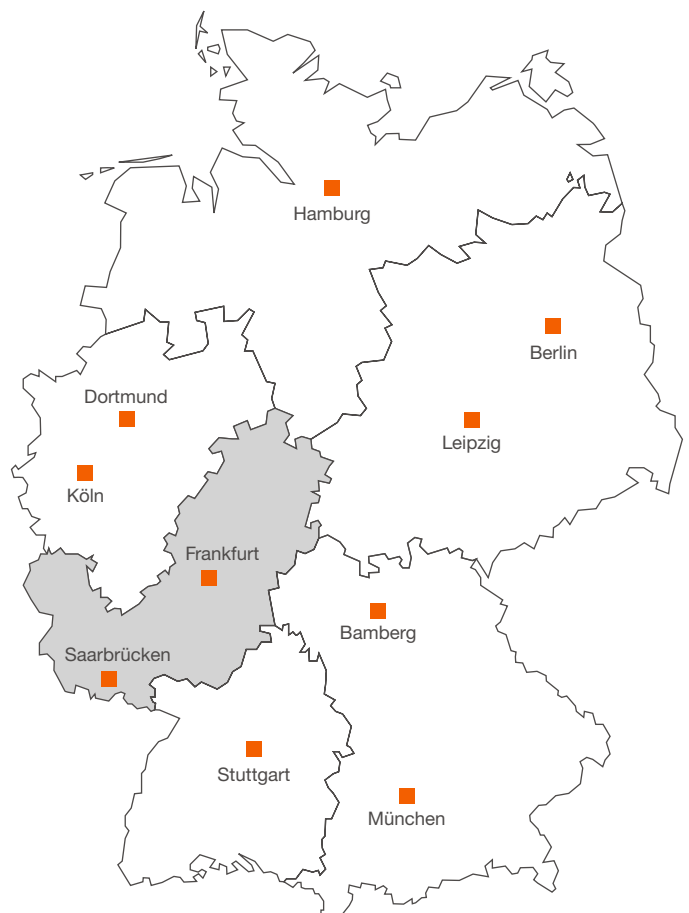 Hamburg
Berlin
Dortmund
Leipzig
Köln
Frankfurt
Bamberg
Saarbrücken
Stuttgart
München